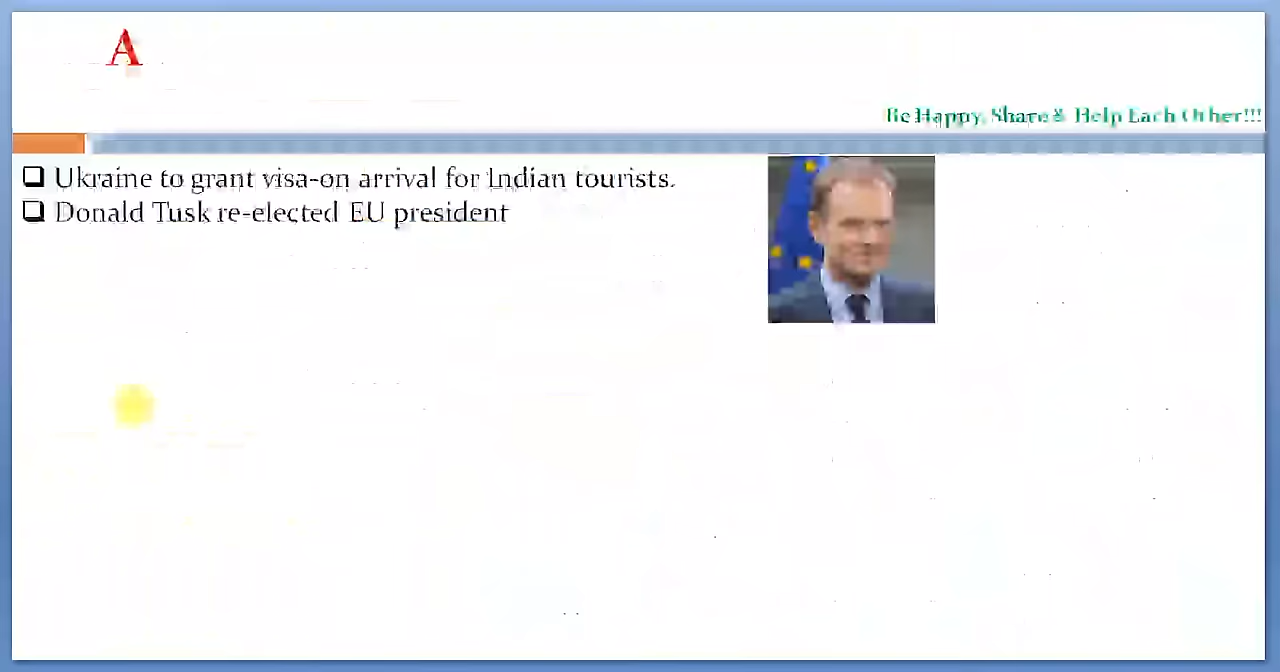 A
Be Happy, Share & Help Each Other!!!
Ukraine to grant visa-on arrival for Indian tourists.
Donald Tusk re-elected EU president